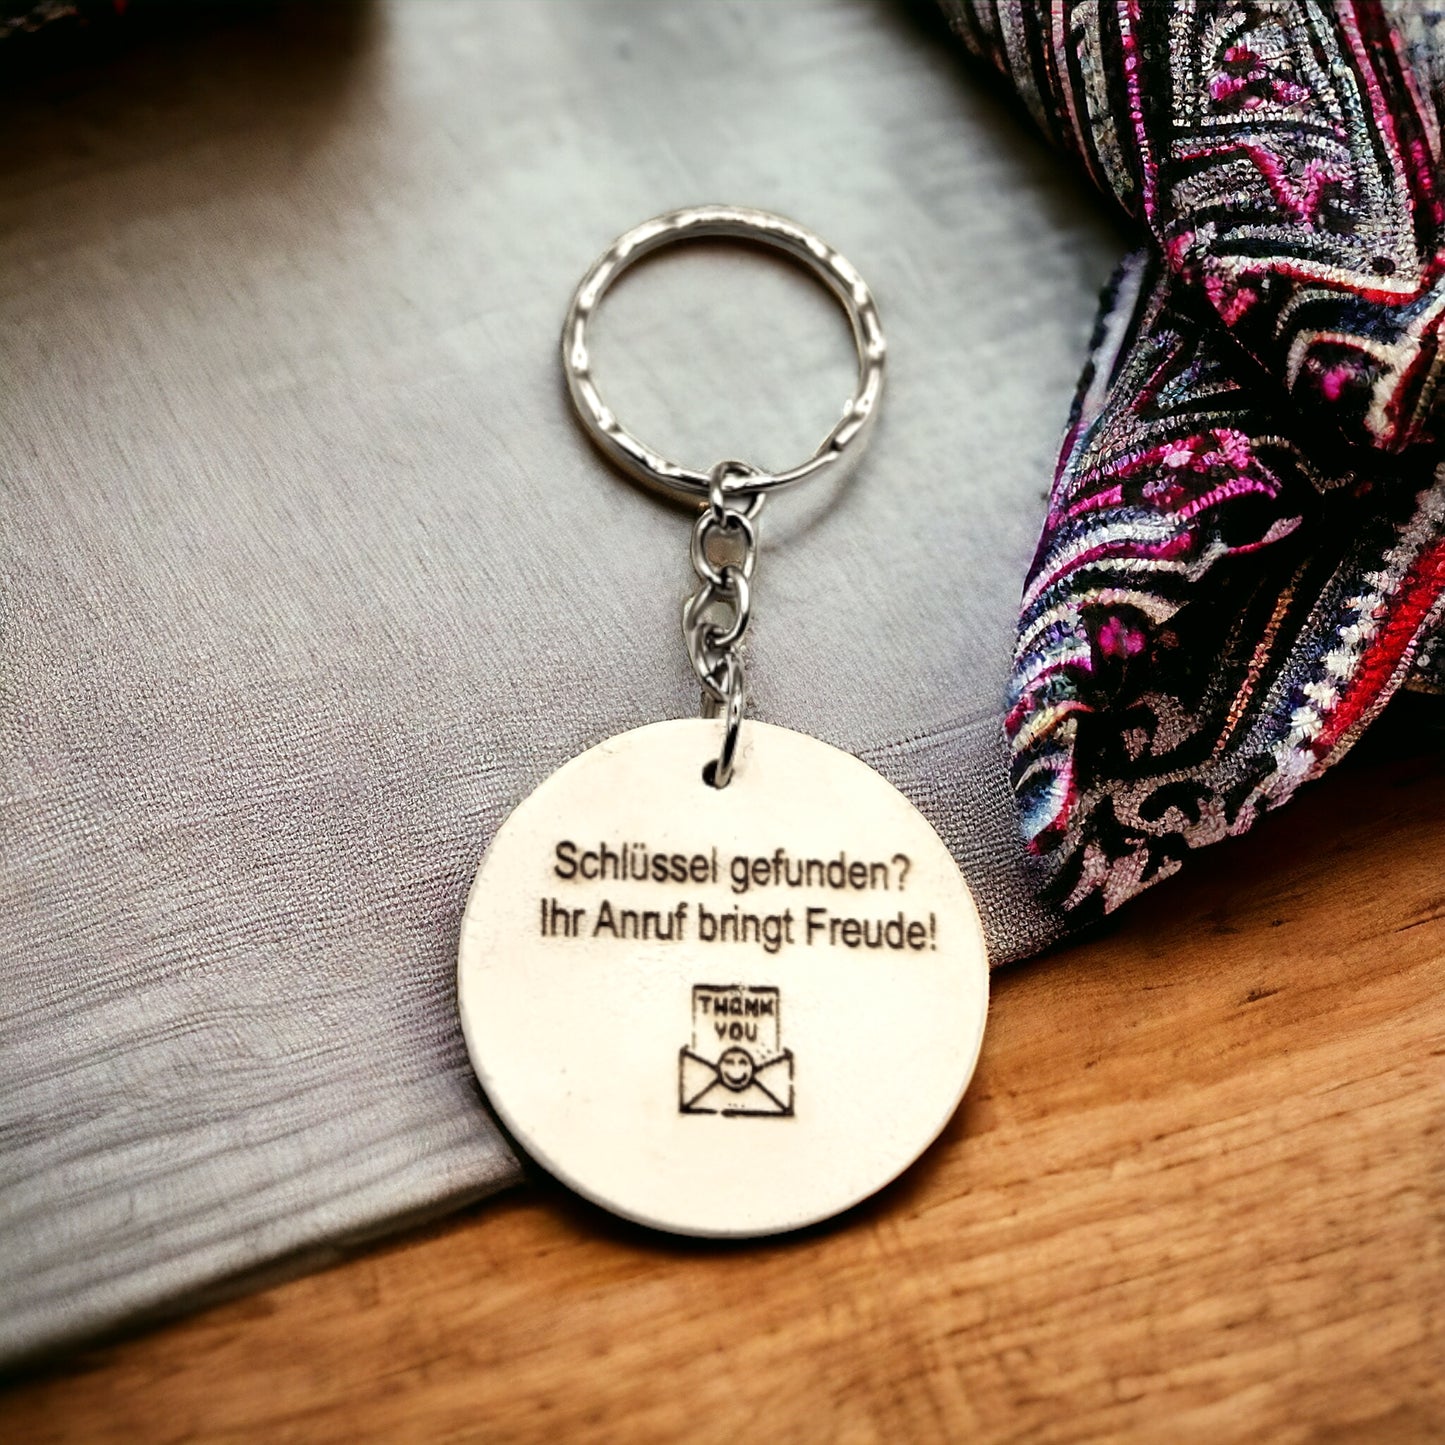 Schlüssel gefunden?
Ihr Anruf bringt Freude!
THANK
YOU